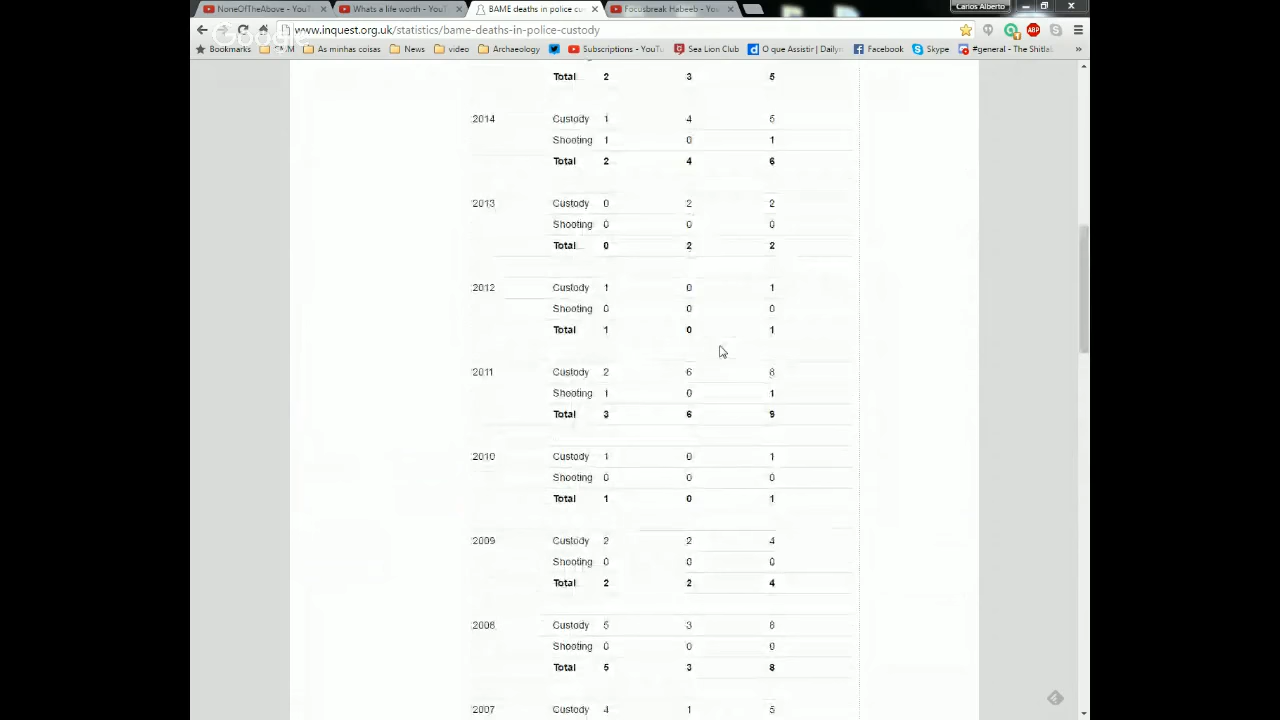 NoneOfTheAbove - YouTu
Whats a life worth - YouT
BAME deaths in police cu
Focusbreak Habeeb - You
Carlos Alberto
www.inquest.org.uk/statistics/bame-deaths-in-police-custody
Google
Bookmarks
As minhas coisas
News
video
Archaeology
Subscriptions - YouTu
Sea Lion Club
O que Assistir | Dailym
Facebook
Skype
#general - The Shitla
»
ABP
Total 2 3 5
2014 Custody 1 4 5
Shooting 1 0 1
Total 2 4 6
2013 Custody 0 2 2
Shooting 0 0 0
Total 0 2 2
2012 Custody 1 0 1
Shooting 0 0 0
Total 1 0 1
2011 Custody 2 6 8
Shooting 1 0 1
Total 3 6 9
2010 Custody 1 0 1
Shooting 0 0 0
Total 1 0 1
2009 Custody 2 2 4
Shooting 0 0 0
Total 2 2 4
2008 Custody 5 3 8
Shooting 0 0 0
Total 5 3 8
2007 Custody 4 1 5